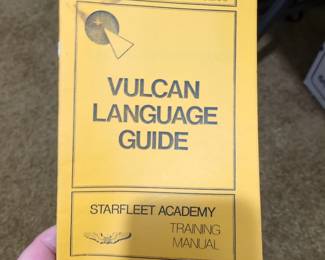 VULCAN
LANGUAGE
GUIDE
STARFLEET ACADEMY
TRAINING
MANUAL